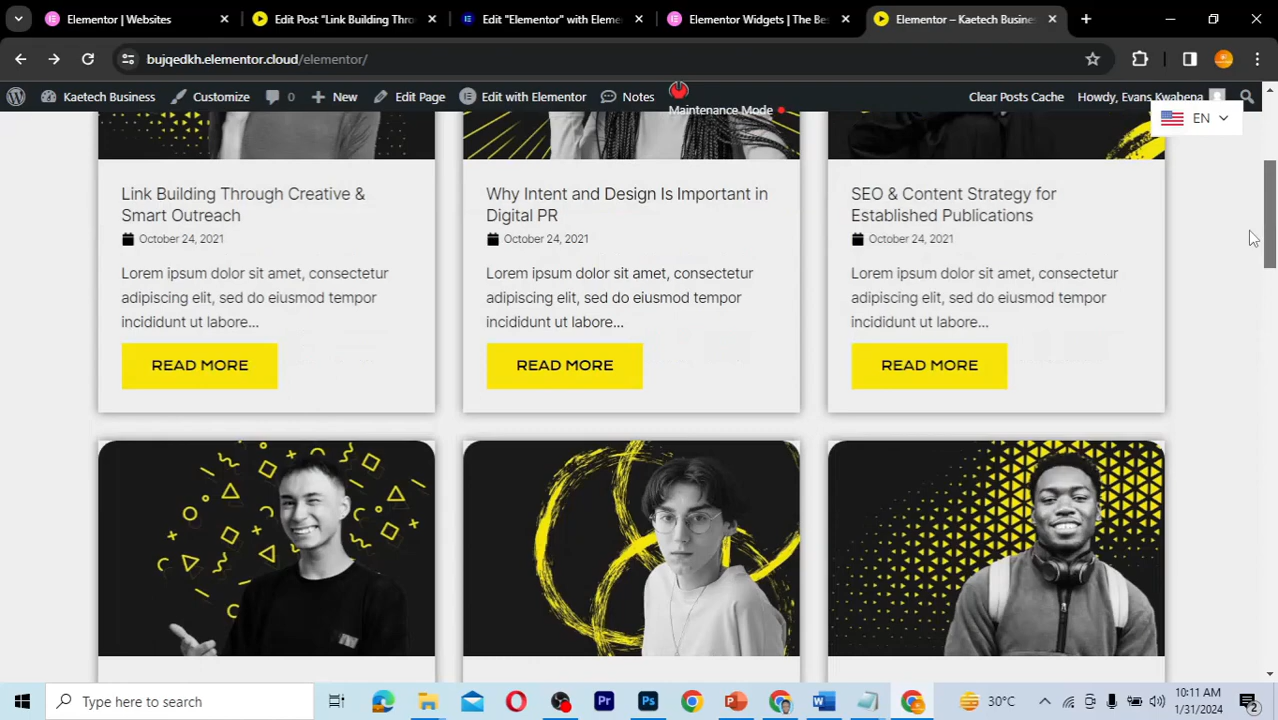 Elementor | Websites
Edit Post "Link Building Thro
Edit "Elementor" with Eleme
Elementor Widgets | The Be
Elementor – Kaetech Busine
bujqedkh.elementor.cloud/elementor/
Kaetech Business
Customize
0
New
Edit Page
Edit with Elementor
Notes
Maintenance Mode
Clear Posts Cache
Howdy, Evans Kwabena
EN
Link Building Through Creative &
Smart Outreach
October 24, 2021
Lorem ipsum dolor sit amet, consectetur
adipiscing elit, sed do eiusmod tempor
incididunt ut labore...
READ MORE
Why Intent and Design Is Important in
Digital PR
October 24, 2021
Lorem ipsum dolor sit amet, consectetur
adipiscing elit, sed do eiusmod tempor
incididunt ut labore...
READ MORE
SEO & Content Strategy for
Established Publications
October 24, 2021
Lorem ipsum dolor sit amet, consectetur
adipiscing elit, sed do eiusmod tempor
incididunt ut labore...
READ MORE
Type here to search
30°C
10:11 AM
1/31/2024
2